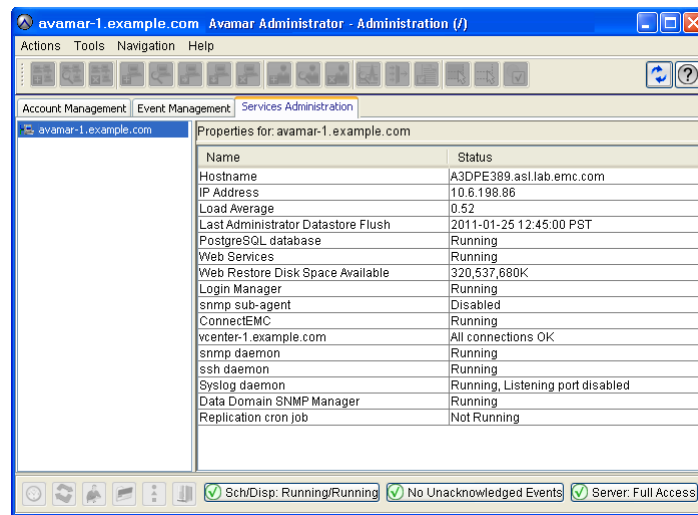 avamar-1.example.com Avamar Administrator - Administration (/)
Actions Tools Navigation Help
Account Management Event Management Services Administration
avamar-1.example.com
Properties for: avamar-1.example.com
Name Status
Hostname A3DPE389.asl.lab.emc.com
IP Address 10.6.198.86
Load Average 0.52
Last Administrator Datastore Flush 2011-01-25 12:45:00 PST
PostgreSQL database Running
Web Services Running
Web Restore Disk Space Available 320,537,680K
Login Manager Running
snmp sub-agent Disabled
ConnectEMC Running
vcenter-1.example.com All connections OK
snmp daemon Running
ssh daemon Running
Syslog daemon Running, Listening port disabled
Data Domain SNMP Manager Running
Replication cron job Not Running
Sch/Disp: Running/Running No Unacknowledged Events Server: Full Access